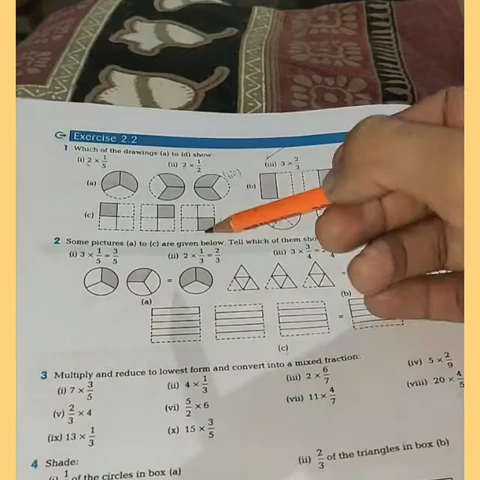 Exercise 2.2
1 Which of the drawings (a) to (d) show:
(i) 2 × 1/5 (ii) 2 × 1/2 (iii) 3 × 2/3
(iii)
(a) (b)
(c)
2 Some pictures (a) to (c) are given below. Tell which of them sho
(i) 3 × 1/5 = 3/5 (ii) 2 × 1/3 = 2/3 (iii) 3 × 3/4
= =
(a) (b)
=
(c)
3 Multiply and reduce to lowest form and convert into a mixed fraction:
(i) 7 × 3/5 (ii) 4 × 1/3 (iii) 2 × 6/7 (iv) 5 × 2/9
(v) 2/3 × 4 (vi) 5/2 × 6 (vii) 11 × 4/7 (viii) 20 × 4/5
(ix) 13 × 1/3 (x) 15 × 3/5
4 Shade:
of the circles in box (a) (ii) 2/3 of the triangles in box (b)